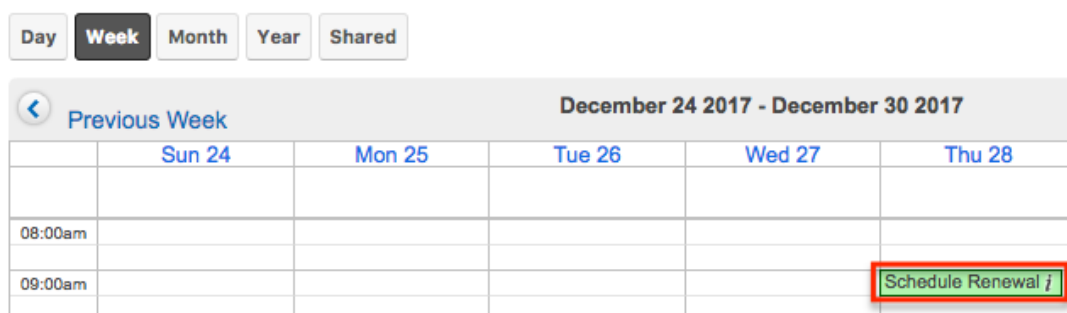 Day Week Month Year Shared
Previous Week December 24 2017 - December 30 2017
Sun 24 Mon 25 Tue 26 Wed 27 Thu 28
08:00am
09:00am Schedule Renewal i